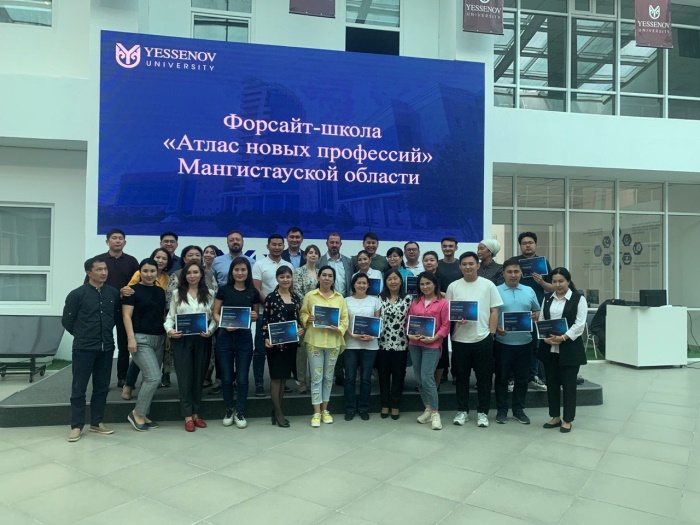 YESSENOV
UNIVERSITY
YESSENOV
UNIVERSITY
YESSENOV
UNIVERSITY
Форсайт-школа
«Атлас новых профессий»
Мангистауской области